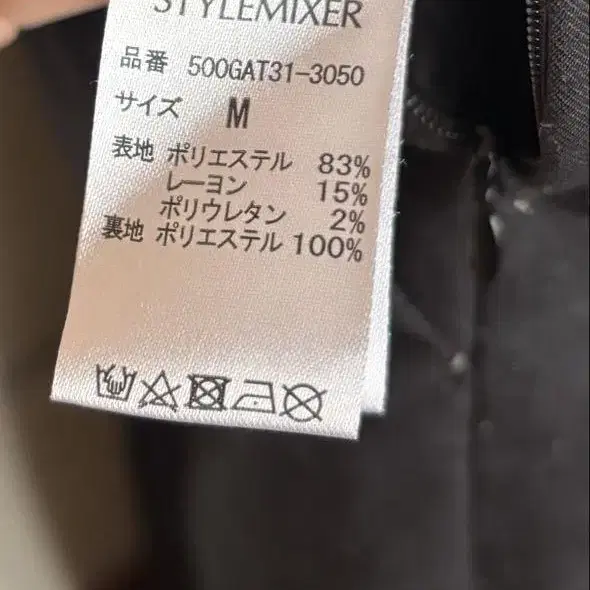 STYLEMIXER
品番 500GAT31-3050
サイズ M
表地 ポリエステル 83%
レーヨン 15%
ポリウレタン 2%
裏地 ポリエステル 100%